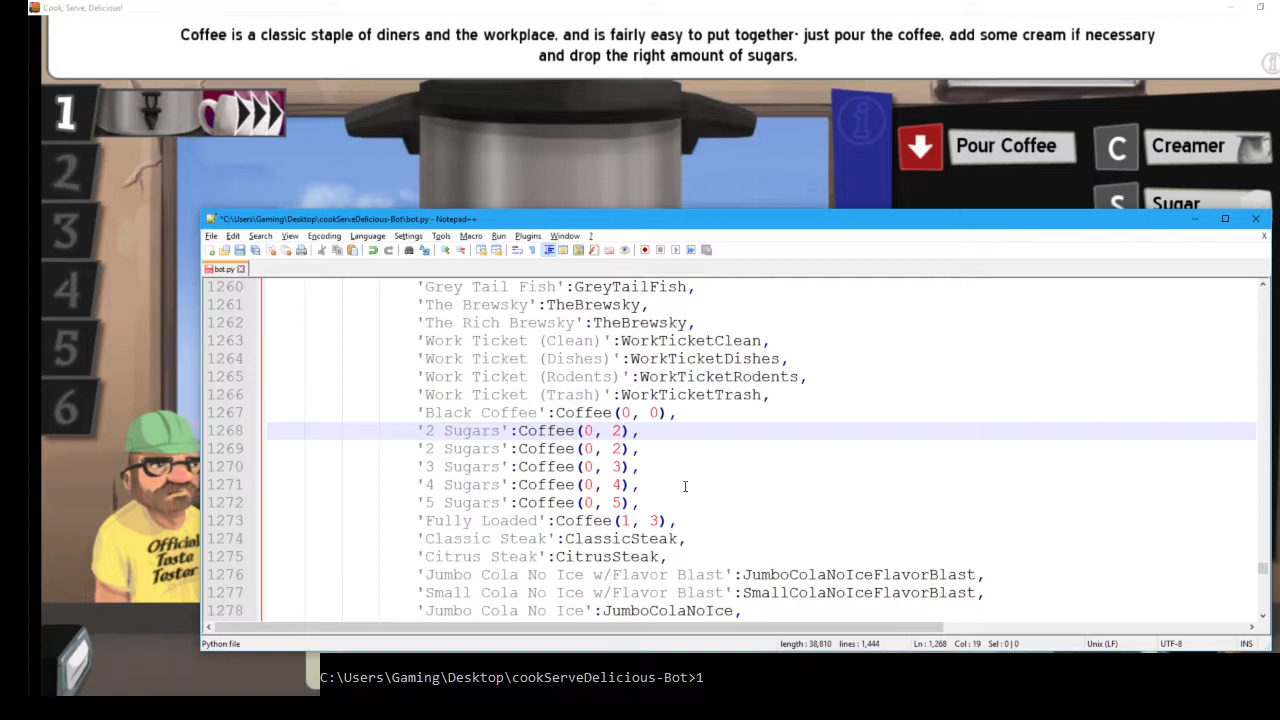 Cook, Serve, Delicious!
Coffee is a classic staple of diners and the workplace, and is fairly easy to put together- just pour the coffee, add some cream if necessary
and drop the right amount of sugars.
1
2
3
4
5
6
Pour Coffee
C
Creamer
S
Sugar
*C:\Users\Gaming\Desktop\cookServeDelicious-Bot\bot.py - Notepad++
File Edit Search View Encoding Language Settings Tools Macro Run Plugins Window ?
X
bot.py
1260 'Grey Tail Fish':GreyTailFish,
1261 'The Brewsky':TheBrewsky,
1262 'The Rich Brewsky':TheBrewsky,
1263 'Work Ticket (Clean)':WorkTicketClean,
1264 'Work Ticket (Dishes)':WorkTicketDishes,
1265 'Work Ticket (Rodents)':WorkTicketRodents,
1266 'Work Ticket (Trash)':WorkTicketTrash,
1267 'Black Coffee':Coffee(0, 0),
1268 '2 Sugars':Coffee(0, 2),
1269 '2 Sugars':Coffee(0, 2),
1270 '3 Sugars':Coffee(0, 3),
1271 '4 Sugars':Coffee(0, 4),
1272 '5 Sugars':Coffee(0, 5),
1273 'Fully Loaded':Coffee(1, 3),
1274 'Classic Steak':ClassicSteak,
1275 'Citrus Steak':CitrusSteak,
1276 'Jumbo Cola No Ice w/Flavor Blast':JumboColaNoIceFlavorBlast,
1277 'Small Cola No Ice w/Flavor Blast':SmallColaNoIceFlavorBlast,
1278 'Jumbo Cola No Ice':JumboColaNoIce,
Official
Taste
Tester
Python file length : 38,810 lines : 1,444 Ln : 1,268 Col : 19 Sel : 0 | 0 Unix (LF) UTF-8 INS
C:\Users\Gaming\Desktop\cookServeDelicious-Bot>1